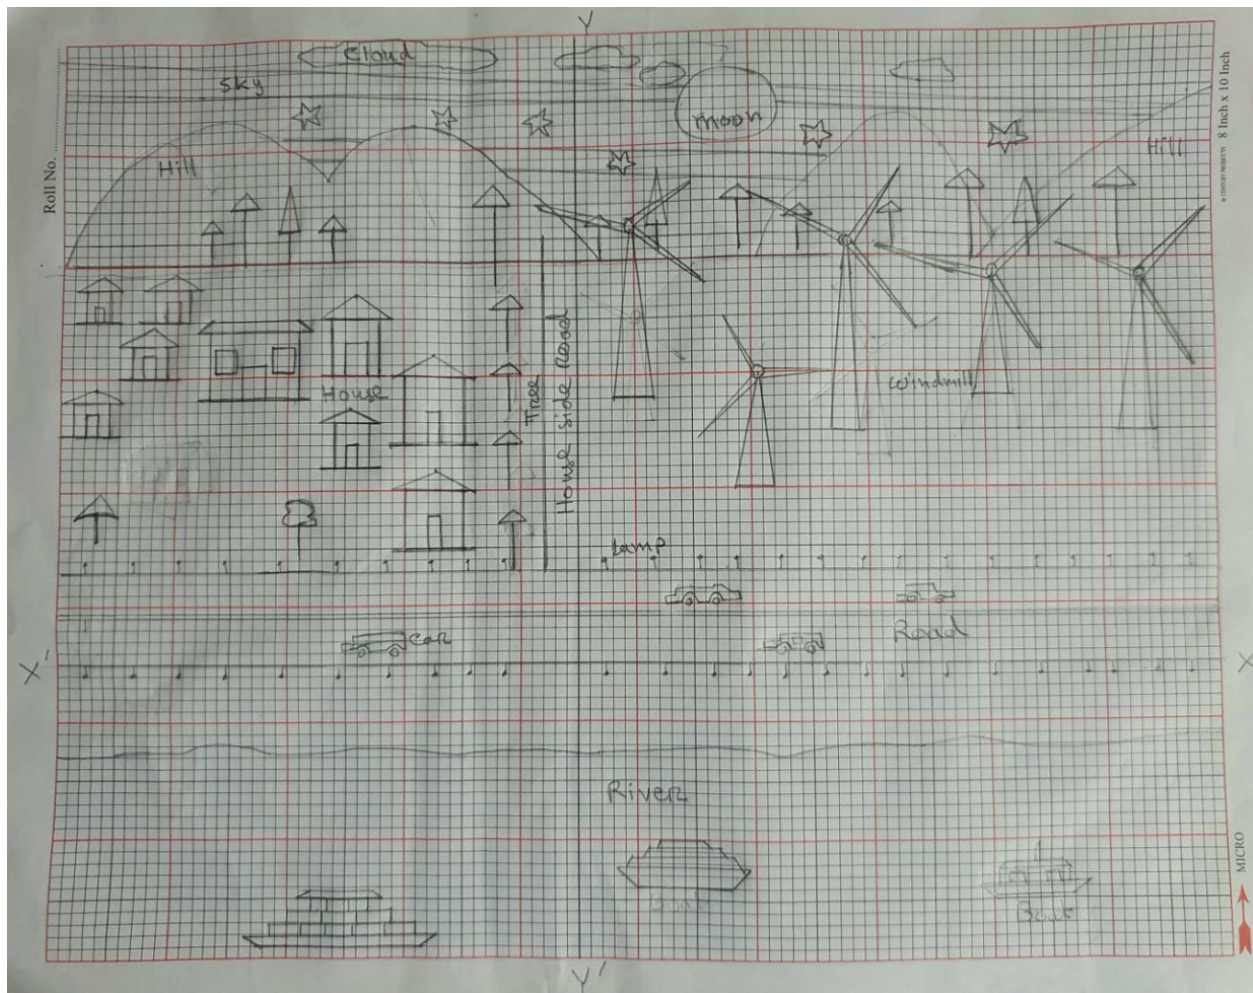 Y
Cloud
Sky
moon
Hill
Hill
Roll No.
8 Inch x 10 Inch
House
Tree
House side Road
Windmill
Lamp
Car
Road
X'
X
River
Boat
Boat
MICRO
Y'